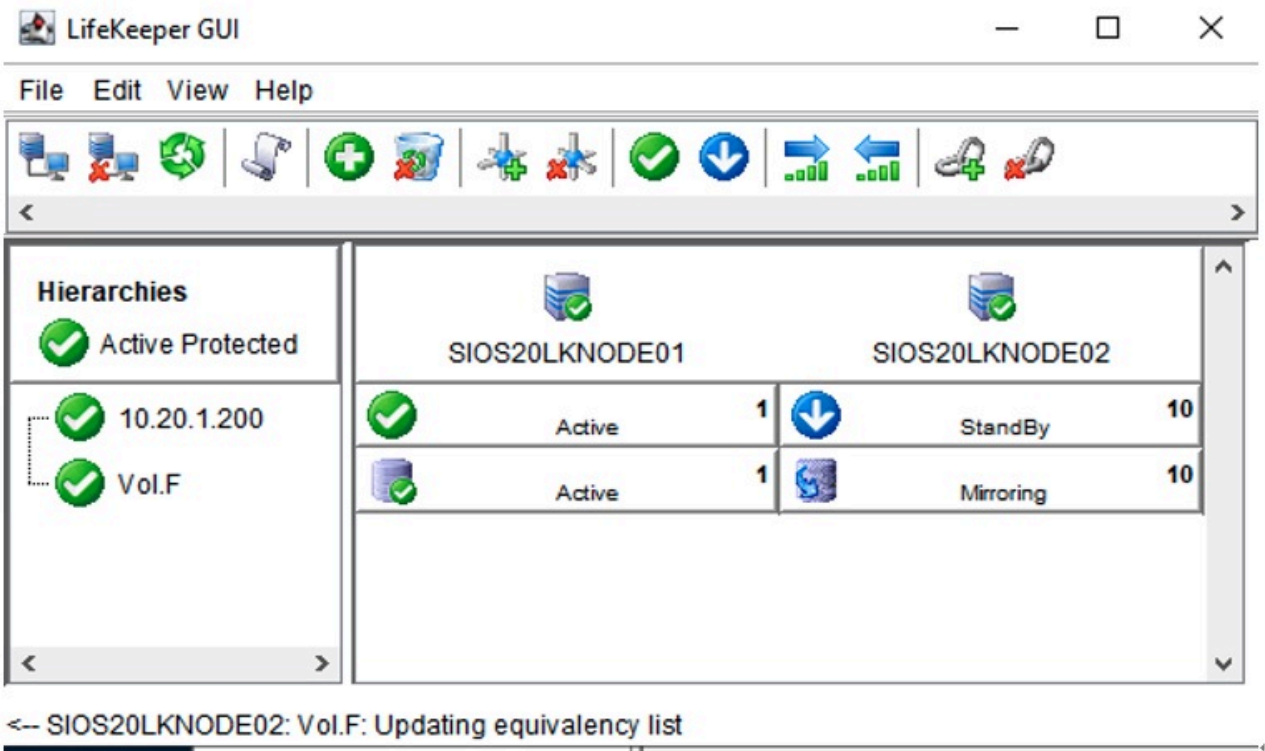 LifeKeeper GUI
File Edit View Help
Hierarchies
Active Protected
SIOS20LKNODE01
SIOS20LKNODE02
10.20.1.200
Active 1
StandBy 10
Vol.F
Active 1
Mirroring 10
<-- SIOS20LKNODE02: Vol.F: Updating equivalency list